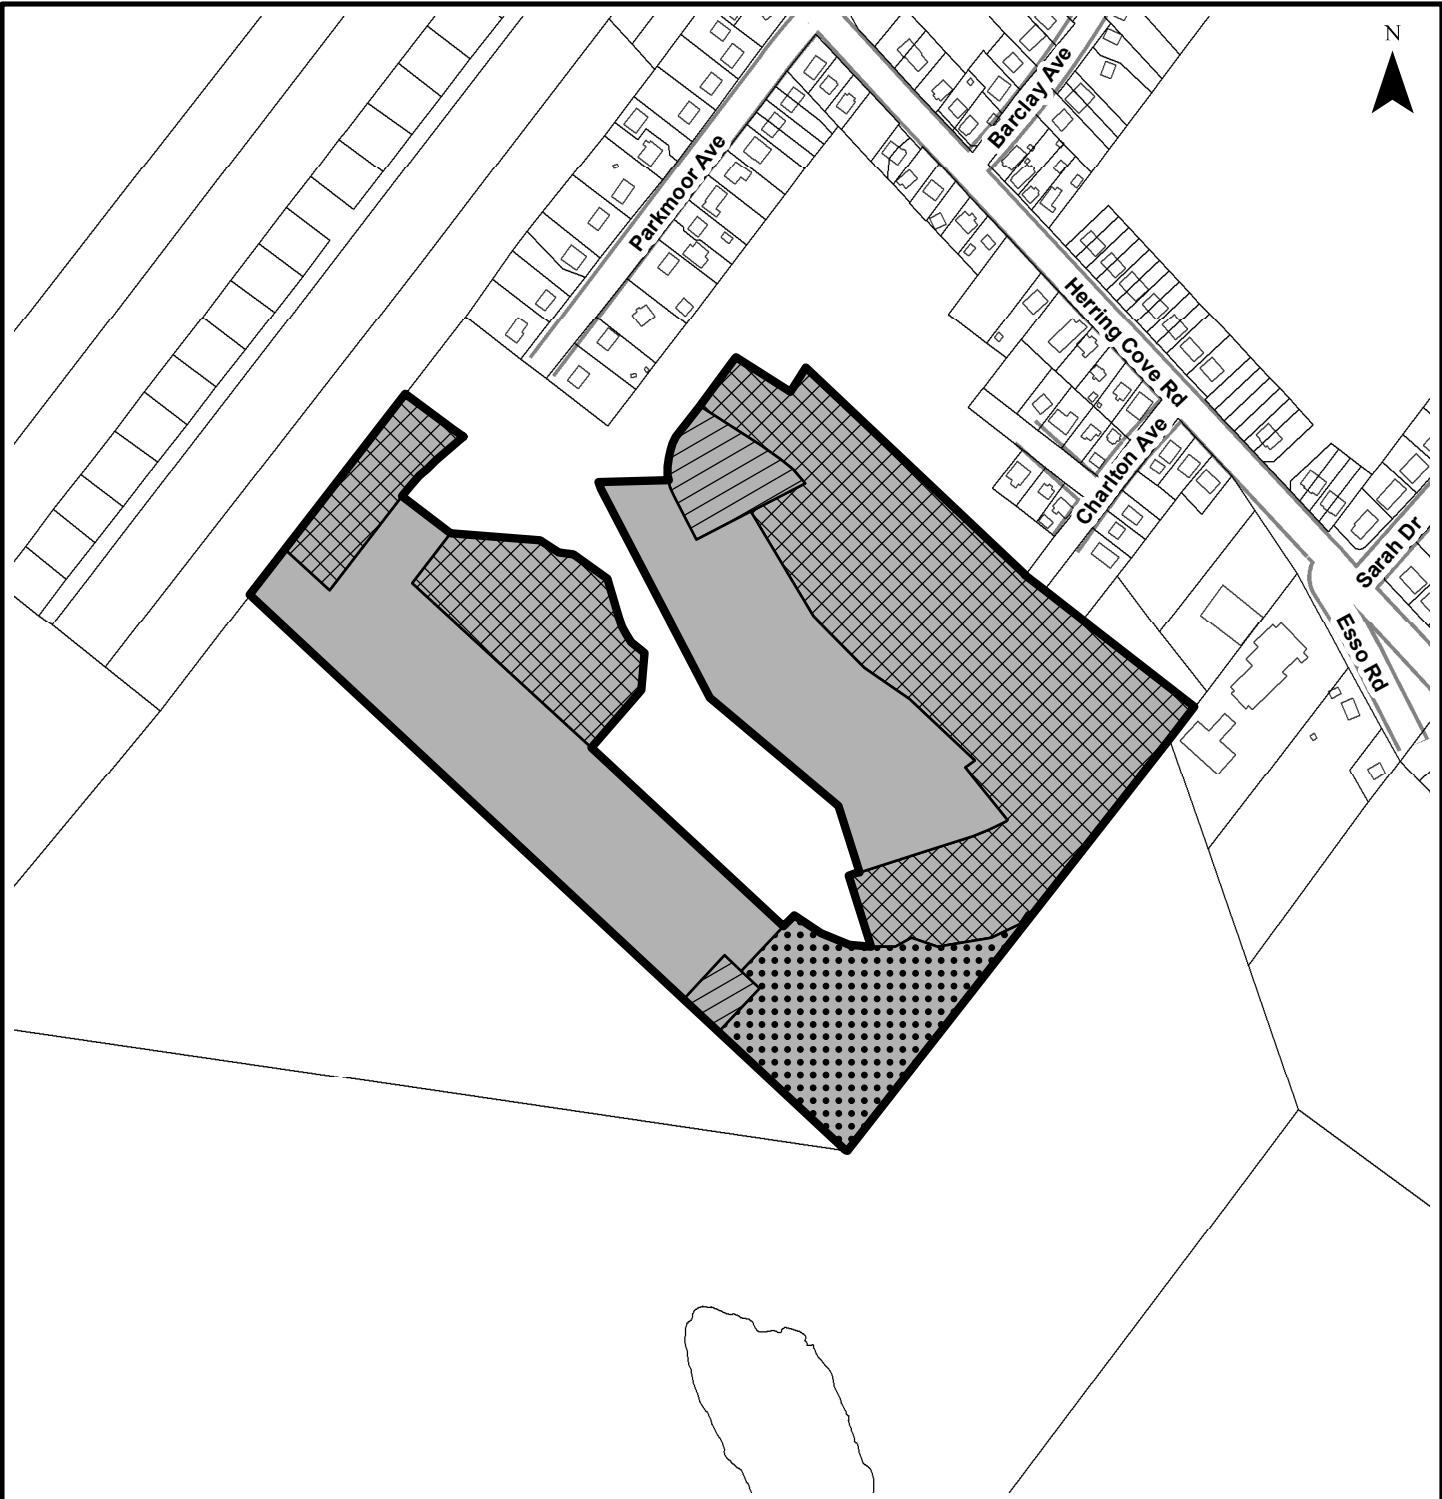 N
Barclay Ave
Parkmoor Ave
Herring Cove Rd
Charlton Ave
Sarah Dr
Esso Rd